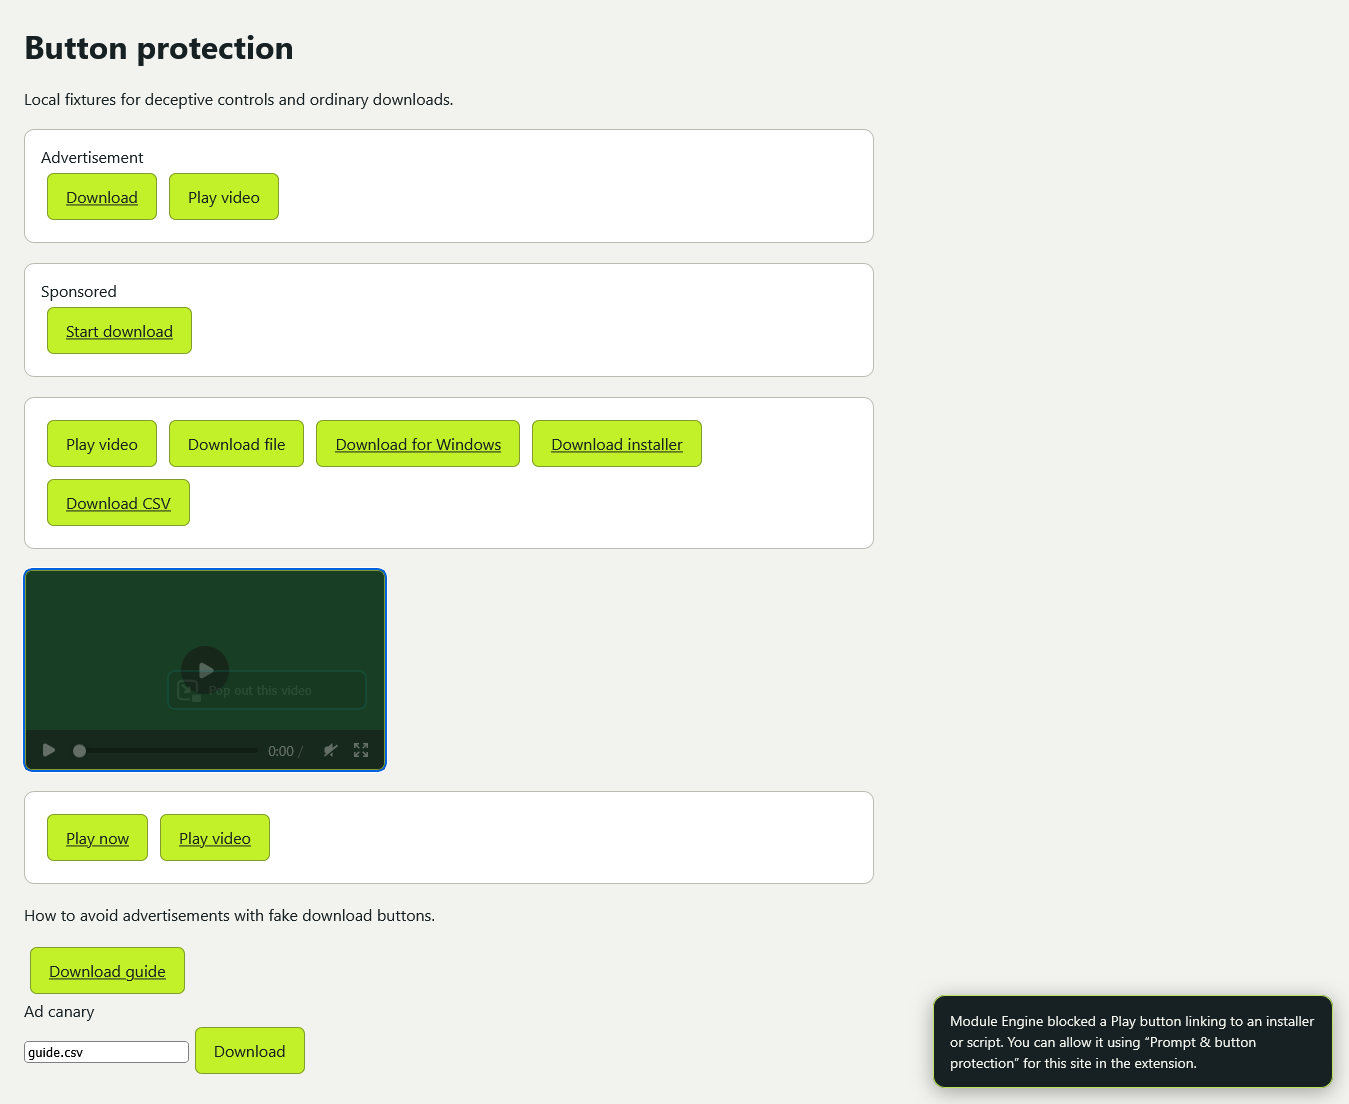 Button protection
Local fixtures for deceptive controls and ordinary downloads.
Advertisement
Download Play video
Sponsored
Start download
Play video Download file Download for Windows Download installer
Download CSV
Pop out this video
0:00 /
Play now Play video
How to avoid advertisements with fake download buttons.
Download guide
Ad canary
guide.csv Download
Module Engine blocked a Play button linking to an installer
or script. You can allow it using “Prompt & button
protection” for this site in the extension.